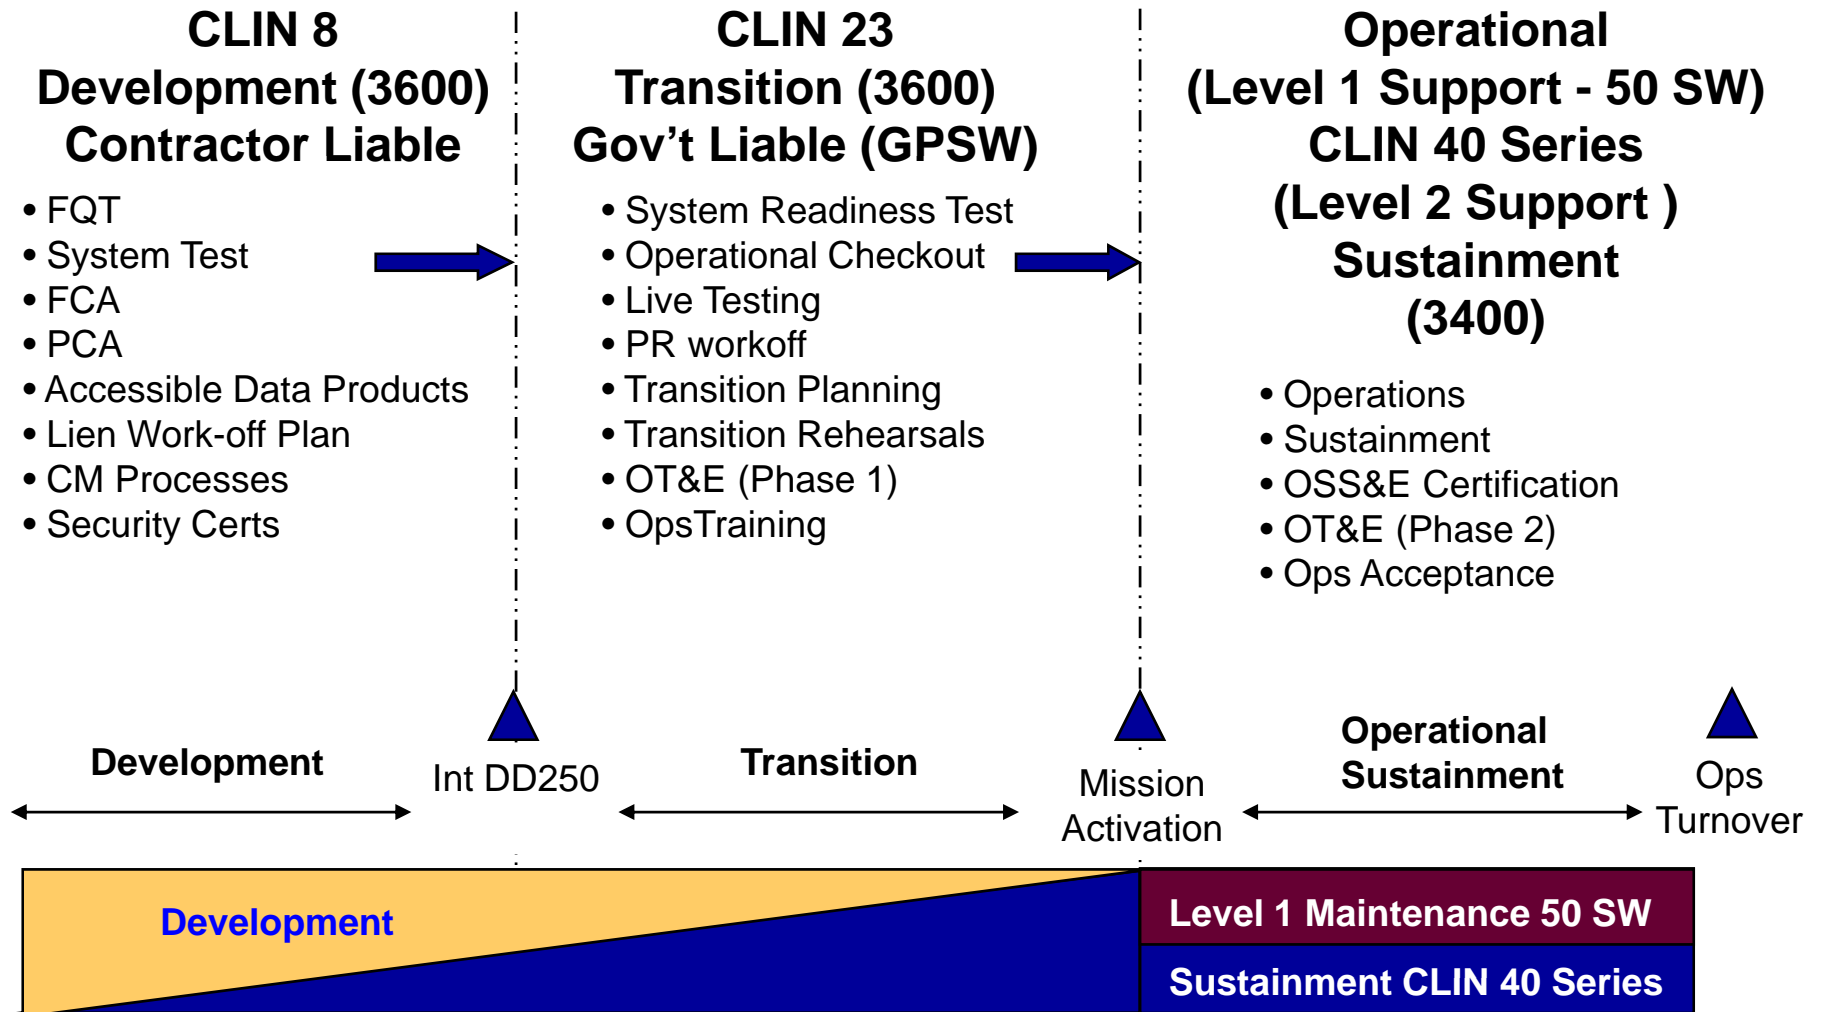 CLIN 8
Development (3600)
Contractor Liable
• FQT
• System Test
• FCA
• PCA
• Accessible Data Products
• Lien Work-off Plan
• CM Processes
• Security Certs
CLIN 23
Transition (3600)
Gov't Liable (GPSW)
• System Readiness Test
• Operational Checkout
• Live Testing
• PR workoff
• Transition Planning
• Transition Rehearsals
• OT&E (Phase 1)
• OpsTraining
Operational
(Level 1 Support - 50 SW)
CLIN 40 Series
(Level 2 Support )
Sustainment
(3400)
• Operations
• Sustainment
• OSS&E Certification
• OT&E (Phase 2)
• Ops Acceptance
Development
Int DD250
Transition
Mission
Activation
Operational
Sustainment
Ops
Turnover
Development
Level 1 Maintenance 50 SW
Sustainment CLIN 40 Series